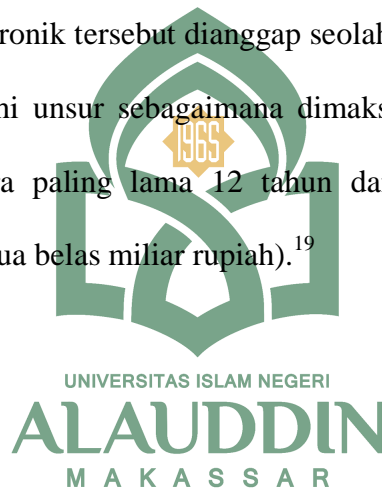 ronik tersebut dianggap seolah
ni unsur sebagaimana dimaks
1965
a paling lama 12 tahun da
ua belas miliar rupiah).19
UNIVERSITAS ISLAM NEGERI
ALAUDDIN
MAKASSAR